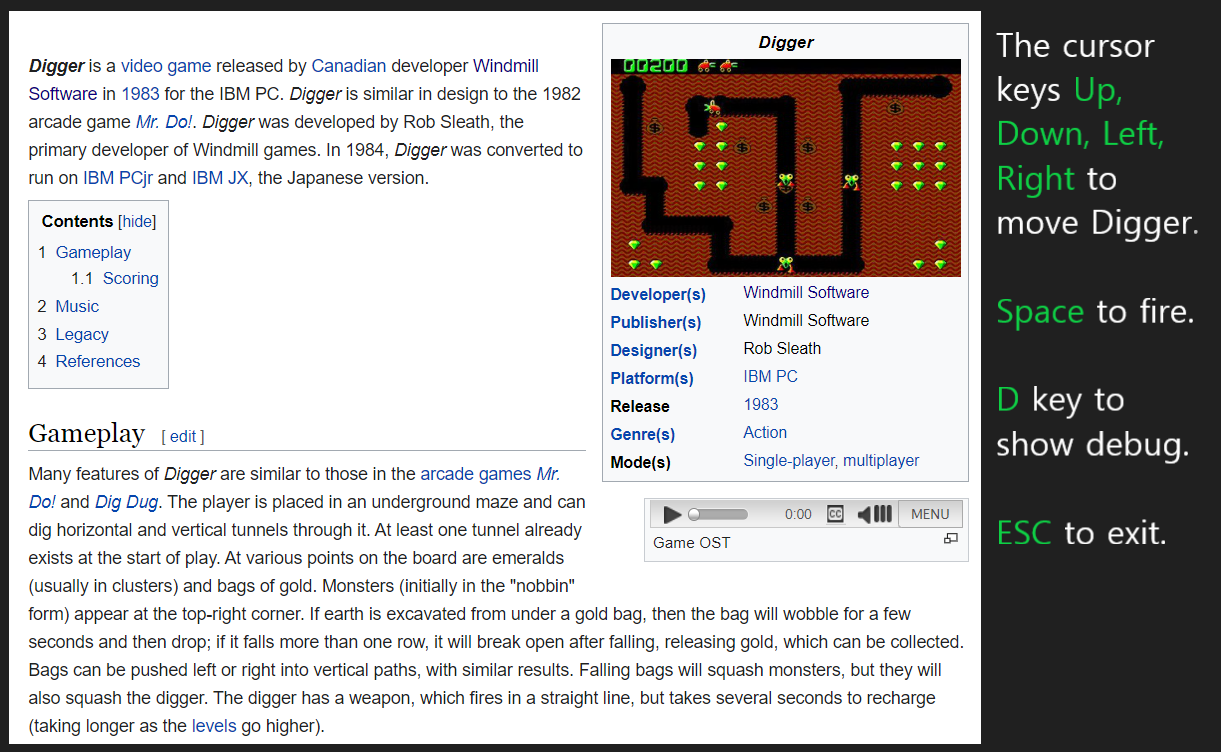 Digger is a video game released by Canadian developer Windmill
Software in 1983 for the IBM PC. Digger is similar in design to the 1982
arcade game Mr. Do!. Digger was developed by Rob Sleath, the
primary developer of Windmill games. In 1984, Digger was converted to
run on IBM PCjr and IBM JX, the Japanese version.
Contents [hide]
1 Gameplay
1.1 Scoring
2 Music
3 Legacy
4 References
Digger
00200
Developer(s) Windmill Software
Publisher(s) Windmill Software
Designer(s) Rob Sleath
Platform(s) IBM PC
Release 1983
Genre(s) Action
Mode(s) Single-player, multiplayer
0:00 CC MENU
Game OST
Gameplay [ edit ]
Many features of Digger are similar to those in the arcade games Mr.
Do! and Dig Dug. The player is placed in an underground maze and can
dig horizontal and vertical tunnels through it. At least one tunnel already
exists at the start of play. At various points on the board are emeralds
(usually in clusters) and bags of gold. Monsters (initially in the "nobbin"
form) appear at the top-right corner. If earth is excavated from under a gold bag, then the bag will wobble for a few
seconds and then drop; if it falls more than one row, it will break open after falling, releasing gold, which can be collected.
Bags can be pushed left or right into vertical paths, with similar results. Falling bags will squash monsters, but they will
also squash the digger. The digger has a weapon, which fires in a straight line, but takes several seconds to recharge
(taking longer as the levels go higher).
The cursor
keys Up,
Down, Left,
Right to
move Digger.
Space to fire.
D key to
show debug.
ESC to exit.